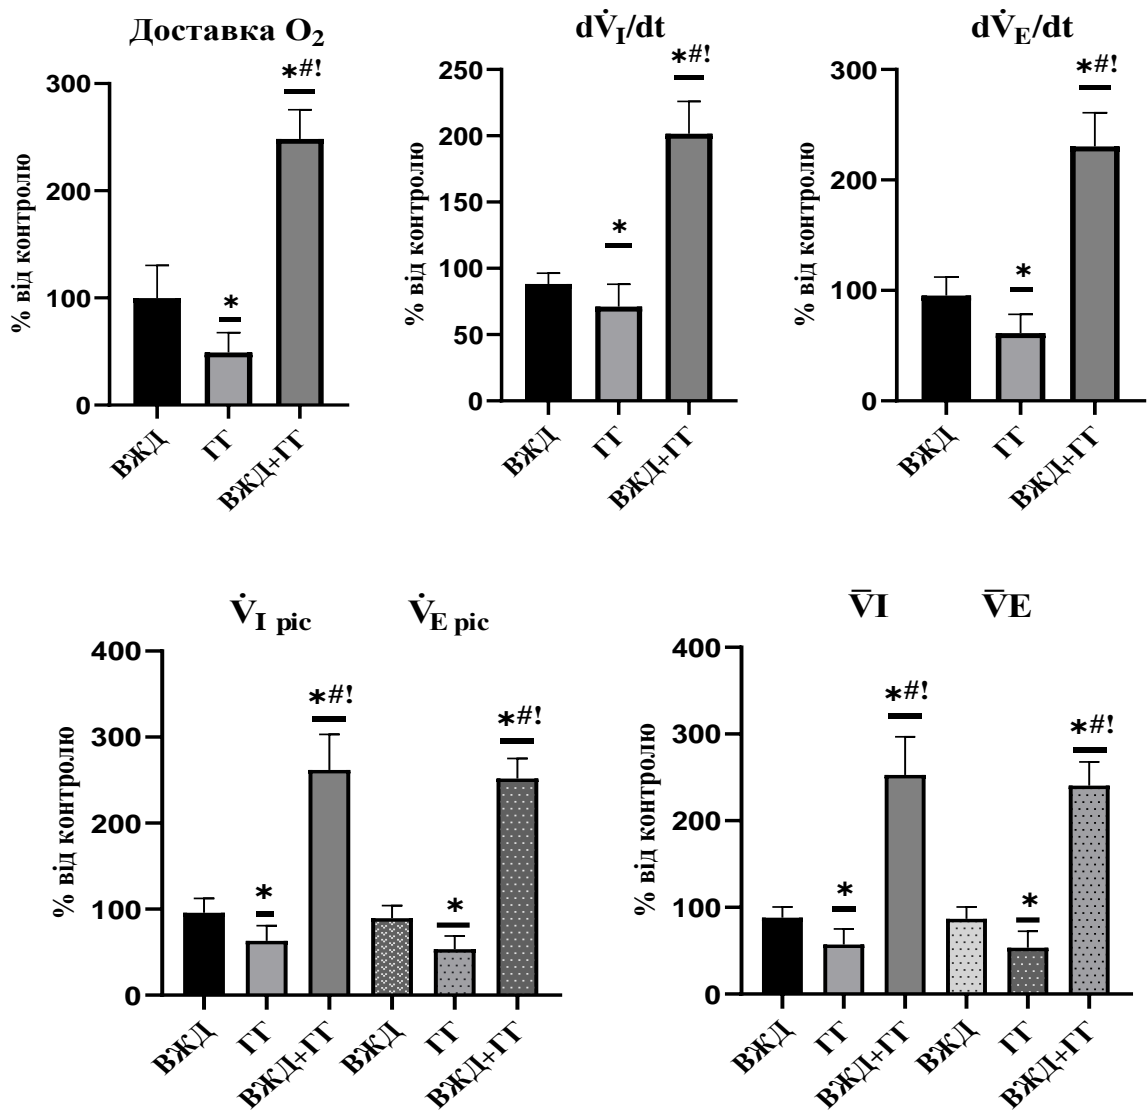 Доставка O₂
% від контролю
300
200
100
0
*
*#!
ВЖД
ГГ
ВЖД+ГГ
dV̇I/dt
% від контролю
250
200
150
100
50
0
*
*#!
ВЖД
ГГ
ВЖД+ГГ
dV̇E/dt
% від контролю
300
200
100
0
*
*#!
ВЖД
ГГ
ВЖД+ГГ
V̇I pic V̇E pic
% від контролю
400
300
200
100
0
*
*#!
*
*#!
ВЖД
ГГ
ВЖД+ГГ
ВЖД
ГГ
ВЖД+ГГ
V̅I V̅E
% від контролю
400
300
200
100
0
*
*#!
*
*#!
ВЖД
ГГ
ВЖД+ГГ
ВЖД
ГГ
ВЖД+ГГ